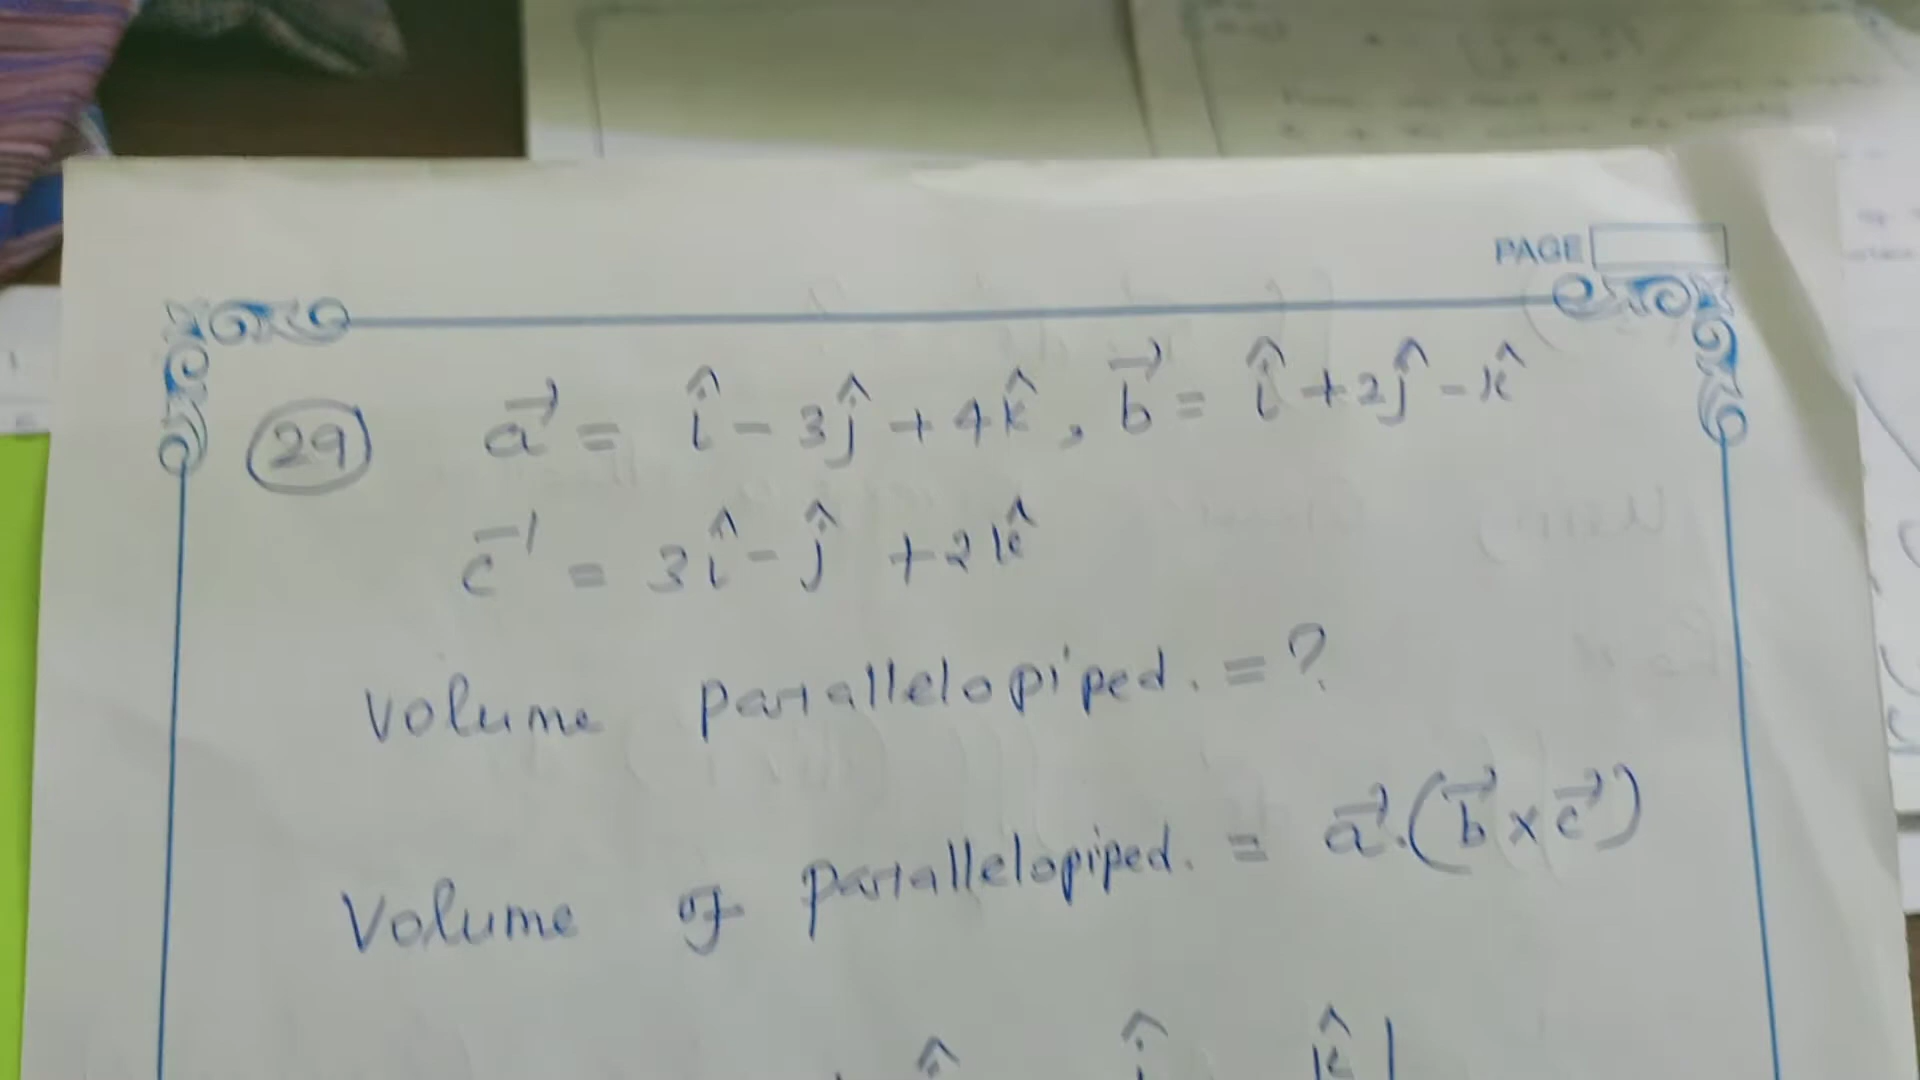 PAGE
29 a⃗ = î - 3ĵ + 4k̂, b⃗ = î + 2ĵ - k̂
c⃗ = 3î - ĵ + 2k̂
Volume parallelopiped. = ?
Volume of parallelopiped. = a⃗.(b⃗ × c⃗)
î ĵ k̂ |